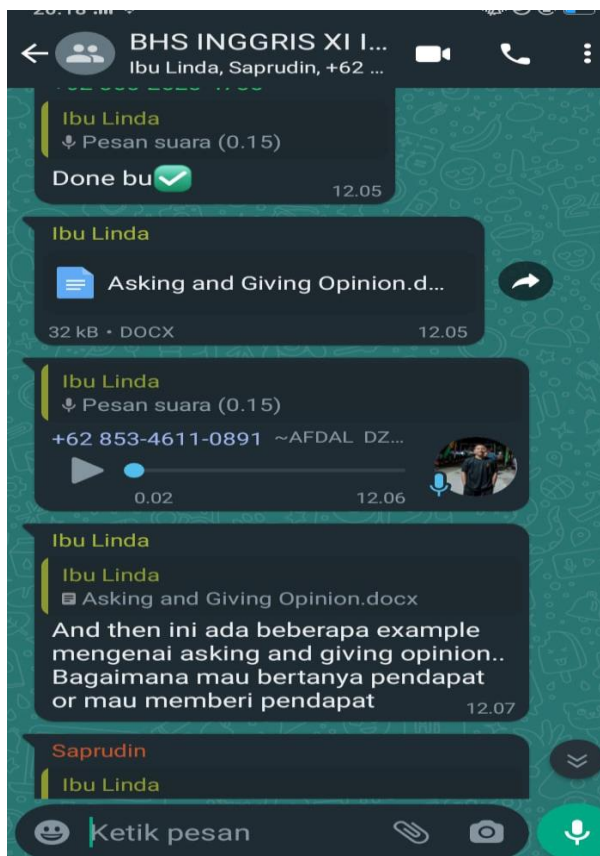 BHS INGGRIS XI I...
Ibu Linda, Saprudin, +62 ...
Ibu Linda
Pesan suara (0.15)
Done bu✅
12.05
Ibu Linda
Asking and Giving Opinion.d...
32 kB • DOCX
12.05
Ibu Linda
Pesan suara (0.15)
+62 853-4611-0891 ~AFDAL DZ...
0.02
12.06
Ibu Linda
Ibu Linda
Asking and Giving Opinion.docx
And then ini ada beberapa example
mengenai asking and giving opinion..
Bagaimana mau bertanya pendapat
or mau memberi pendapat
12.07
Saprudin
Ibu Linda
Ketik pesan